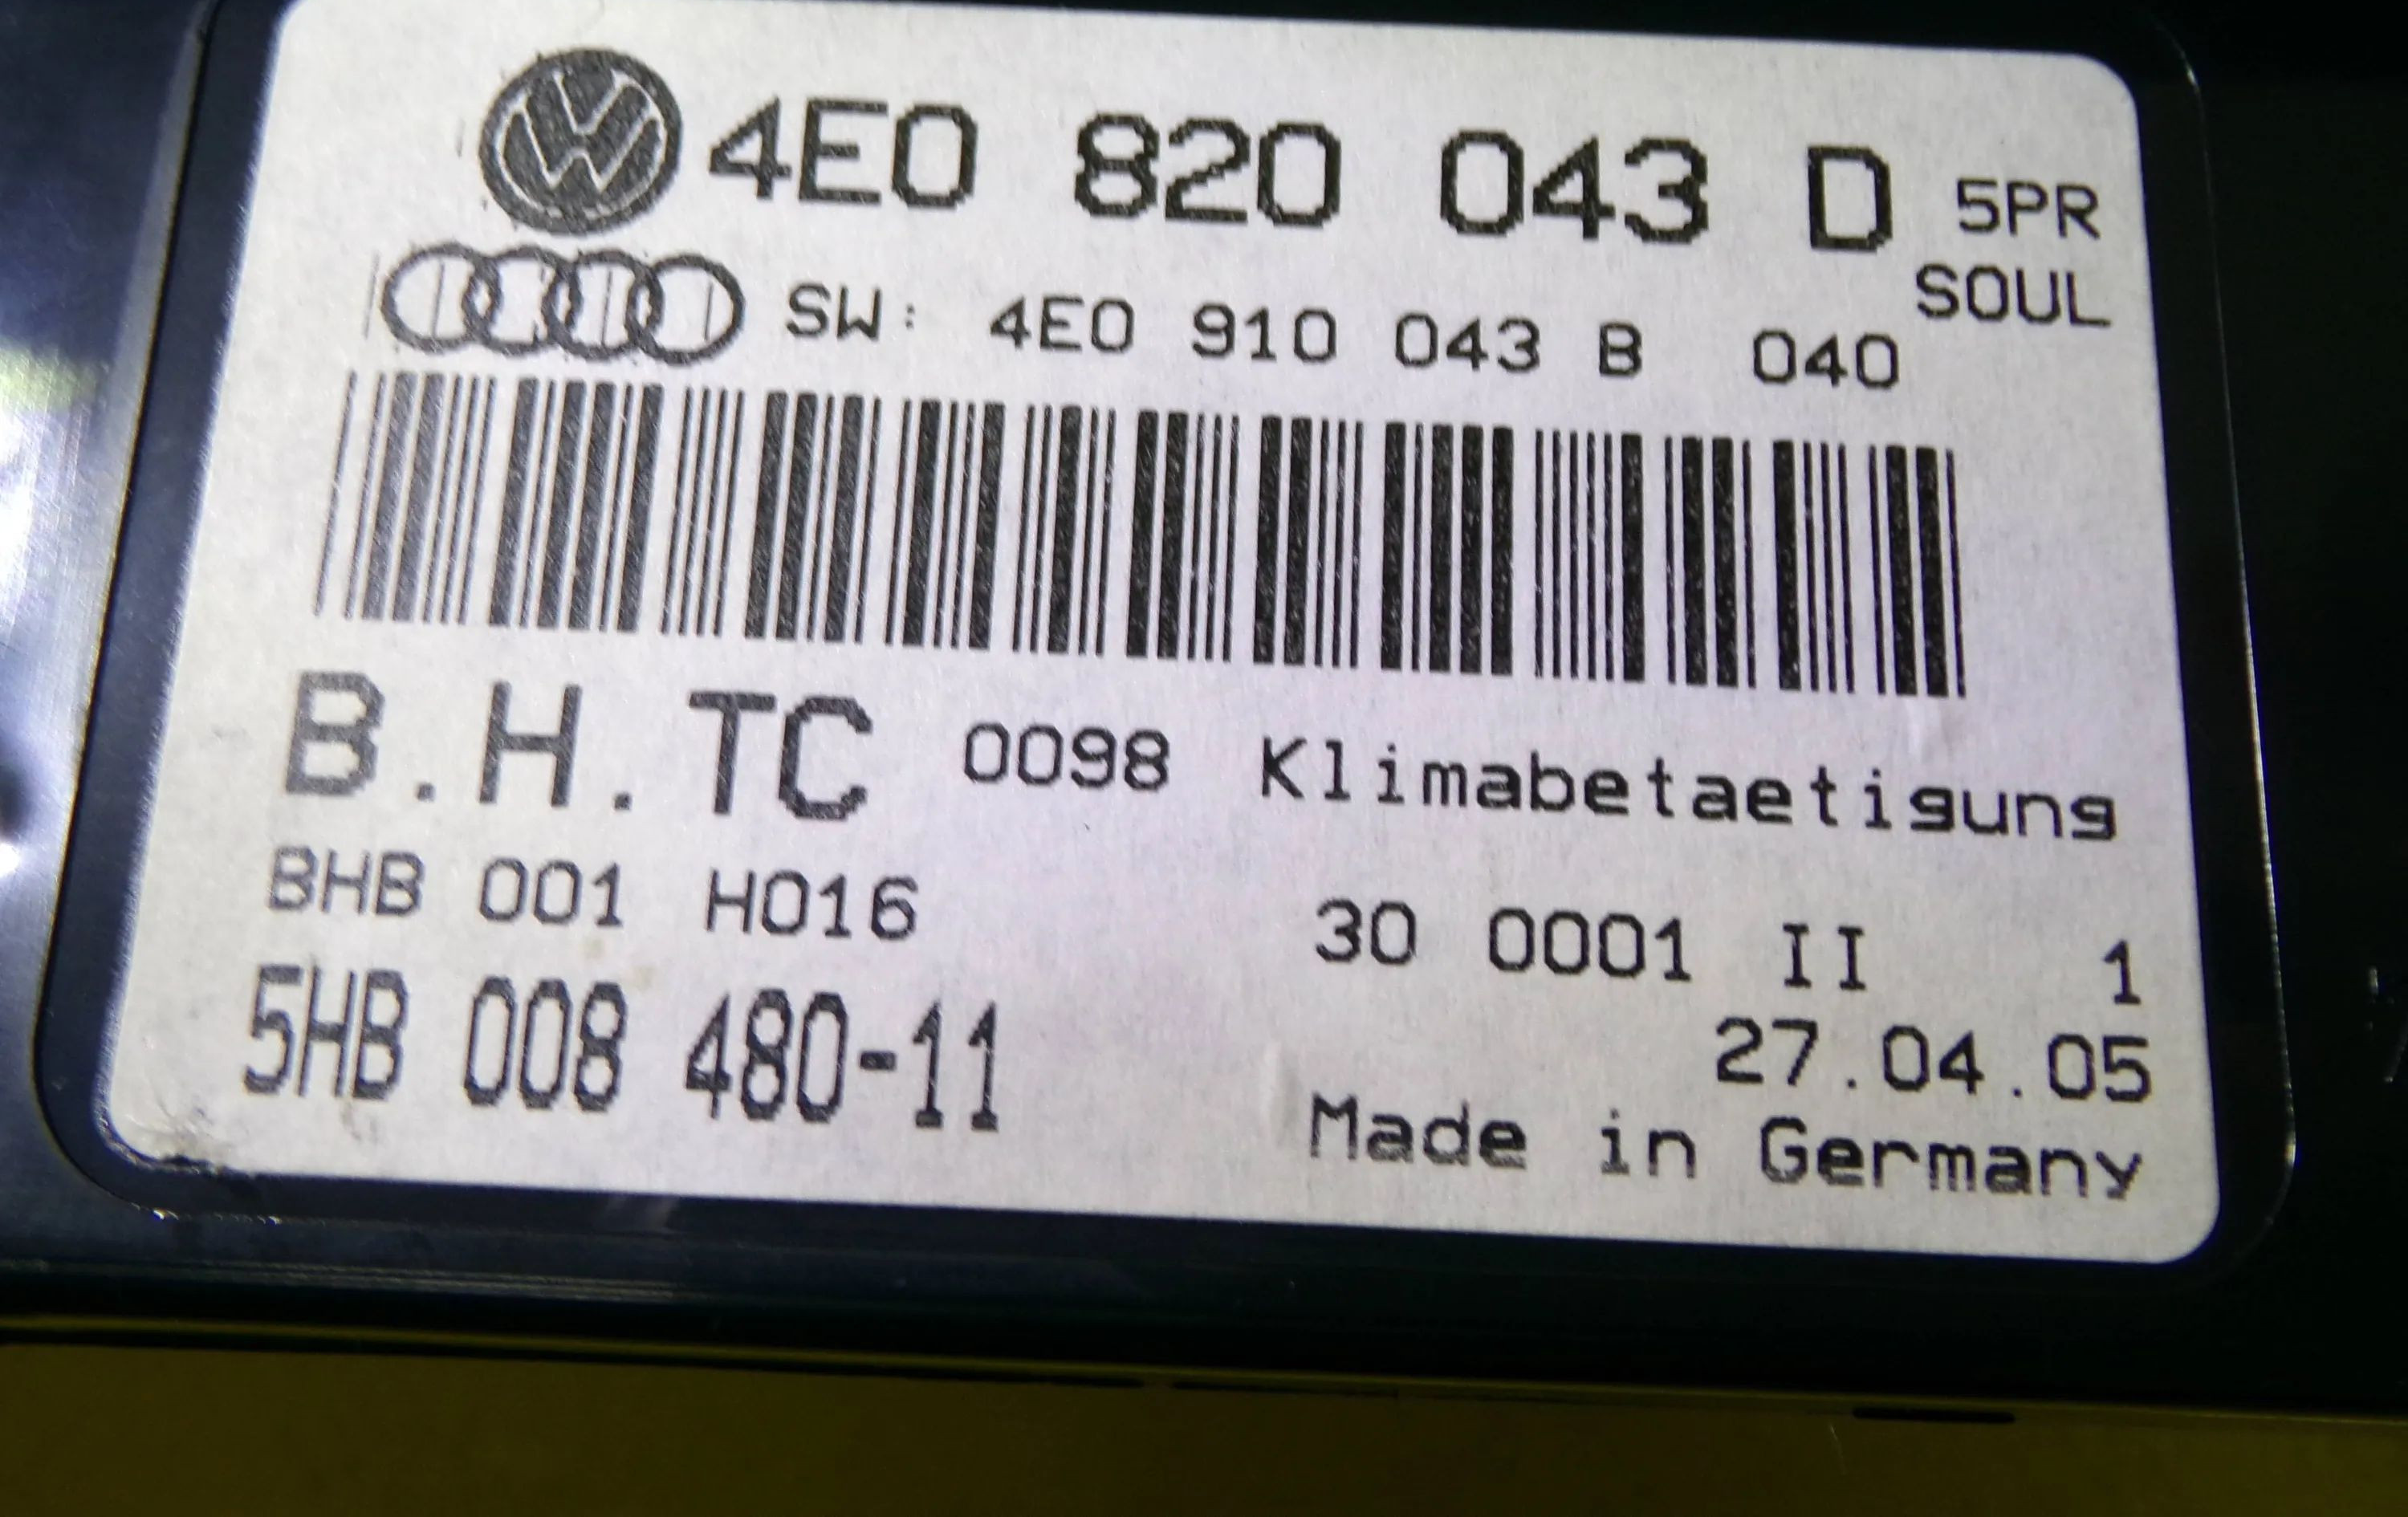 4E0 820 043 D 5PR
SOUL
SW: 4E0 910 043 B 040
B.H.TC 0098 Klimabetaetigung
BHB 001 H016
30 0001 II 1
5HB 008 480-11
27.04.05
Made in Germany